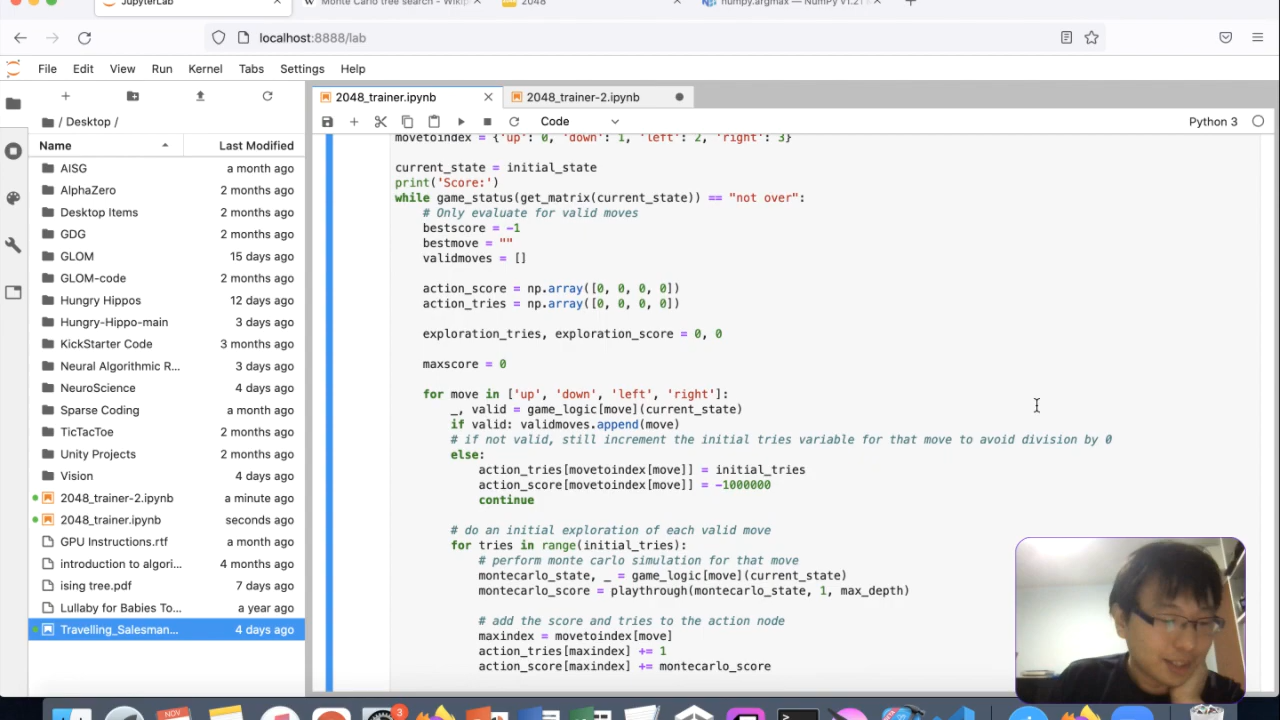 JupyterLab
Monte Carlo tree search - Wikip
2048
numpy.argmax — NumPy v1.21
localhost:8888/lab
File Edit View Run Kernel Tabs Settings Help
2048_trainer.ipynb
2048_trainer-2.ipynb
/ Desktop /
Code
Python 3
Name Last Modified
AISG a month ago
AlphaZero 2 months ago
Desktop Items 2 months ago
GDG 2 months ago
GLOM 15 days ago
GLOM-code 2 months ago
Hungry Hippos 12 days ago
Hungry-Hippo-main 3 days ago
KickStarter Code 3 months ago
Neural Algorithmic R... 3 days ago
NeuroScience 4 days ago
Sparse Coding a month ago
TicTacToe 2 months ago
Unity Projects 2 months ago
Vision 4 days ago
2048_trainer-2.ipynb a minute ago
2048_trainer.ipynb seconds ago
GPU Instructions.rtf a month ago
introduction to algori... 4 months ago
ising tree.pdf 7 days ago
Lullaby for Babies To... a year ago
Travelling_Salesman... 4 days ago
movetoindex = {'up': 0, 'down': 1, 'left': 2, 'right': 3}
current_state = initial_state
print('Score:')
while game_status(get_matrix(current_state)) == "not over":
# Only evaluate for valid moves
bestscore = -1
bestmove = ""
validmoves = []
action_score = np.array([0, 0, 0, 0])
action_tries = np.array([0, 0, 0, 0])
exploration_tries, exploration_score = 0, 0
maxscore = 0
for move in ['up', 'down', 'left', 'right']:
_, valid = game_logic[move](current_state)
if valid: validmoves.append(move)
# if not valid, still increment the initial tries variable for that move to avoid division by 0
else:
action_tries[movetoindex[move]] = initial_tries
action_score[movetoindex[move]] = -1000000
continue
# do an initial exploration of each valid move
for tries in range(initial_tries):
# perform monte carlo simulation for that move
montecarlo_state, _ = game_logic[move](current_state)
montecarlo_score = playthrough(montecarlo_state, 1, max_depth)
# add the score and tries to the action node
maxindex = movetoindex[move]
action_tries[maxindex] += 1
action_score[maxindex] += montecarlo_score
NOV
3